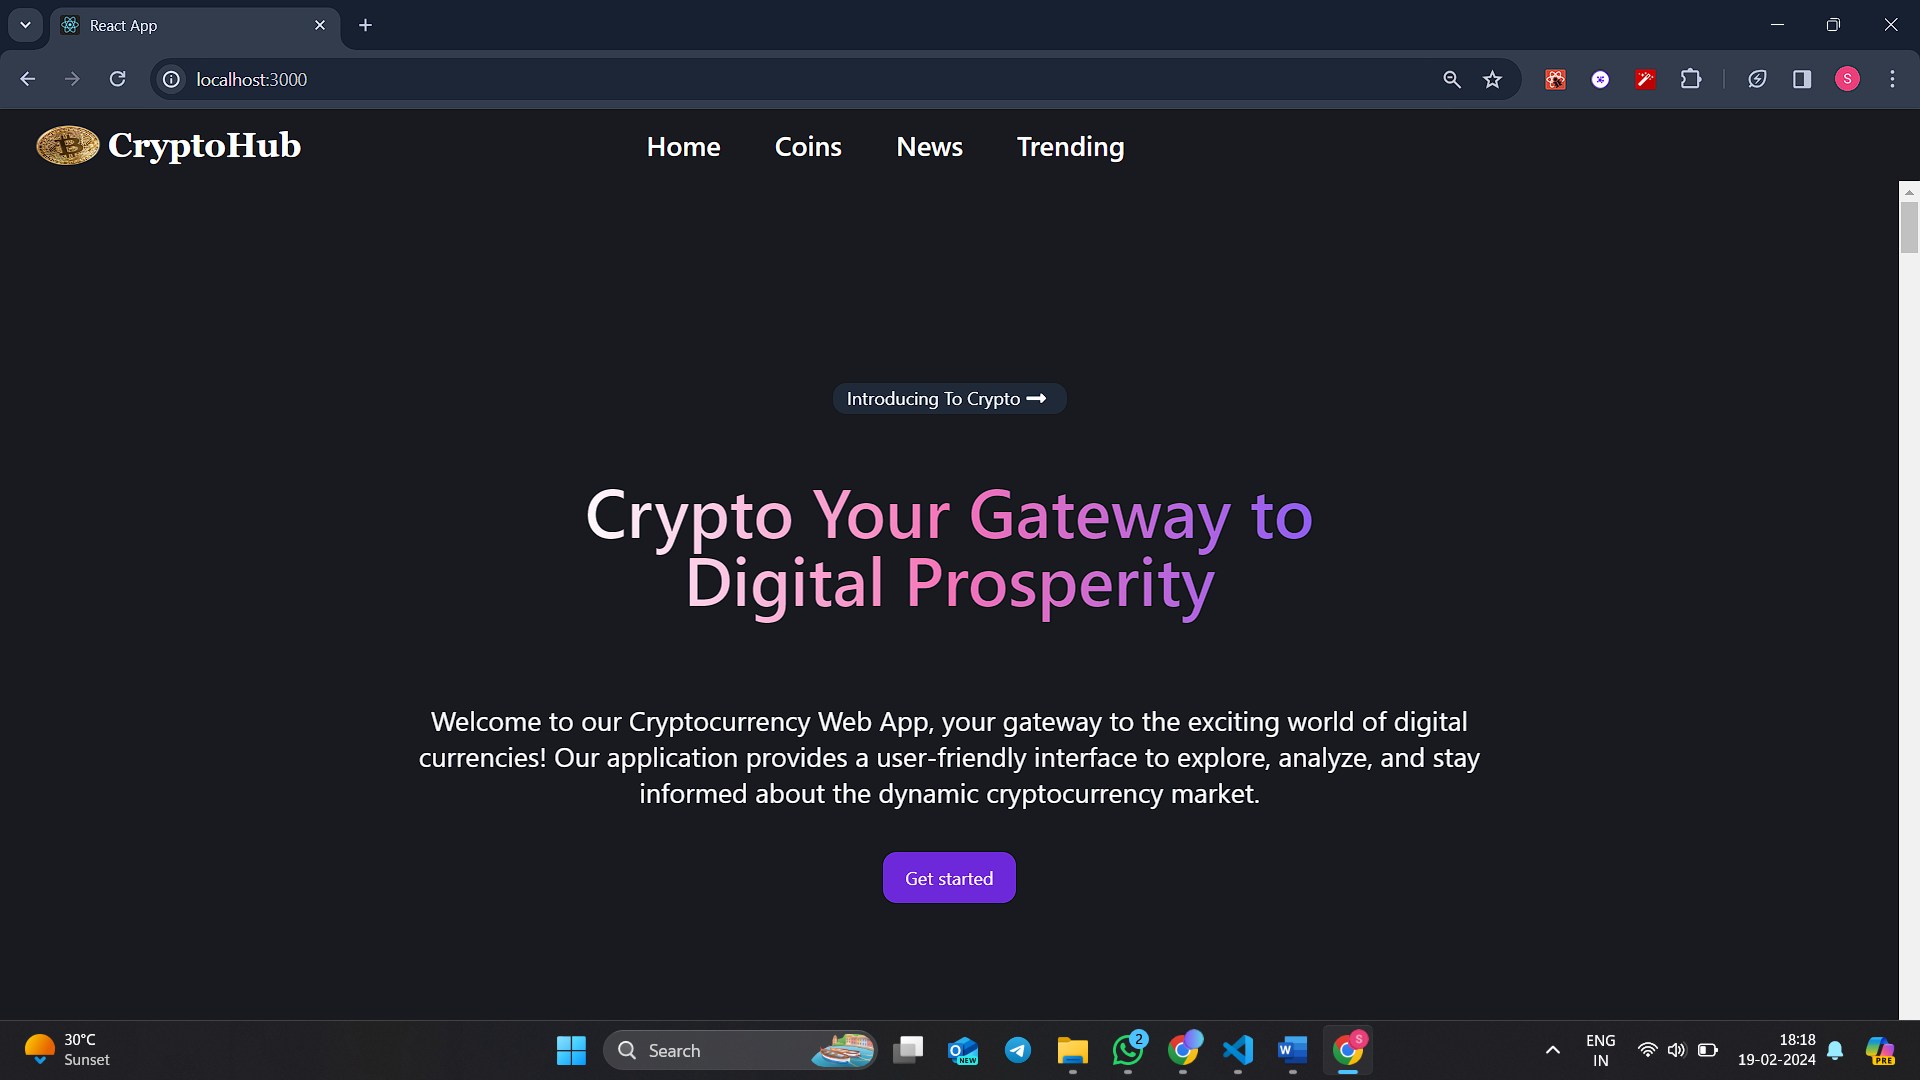 React App
localhost:3000
S
CryptoHub
Home
Coins
News
Trending
Introducing To Crypto
Crypto Your Gateway to
Digital Prosperity
Welcome to our Cryptocurrency Web App, your gateway to the exciting world of digital
currencies! Our application provides a user-friendly interface to explore, analyze, and stay
informed about the dynamic cryptocurrency market.
Get started
30°C
Sunset
Search
NEW
2
W
S
ENG
IN
18:18
19-02-2024
PRE